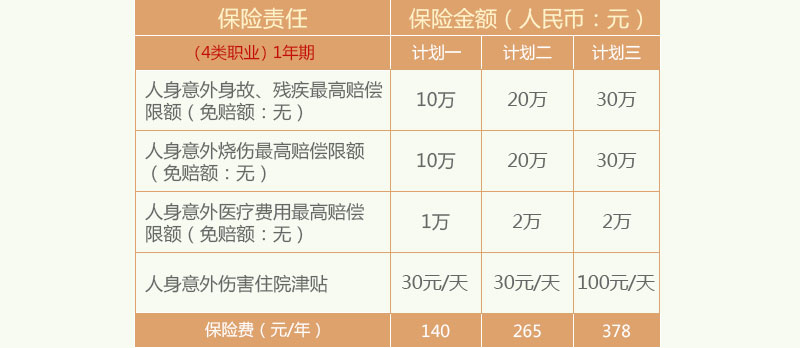 保险责任 保险金额（人民币：元）
（4类职业）1年期 计划一 计划二 计划三
人身意外身故、残疾最高赔偿
限额（免赔额：无） 10万 20万 30万
人身意外烧伤最高赔偿限额
（免赔额：无） 10万 20万 30万
人身意外医疗费用最高赔偿
限额（免赔额：无） 1万 2万 2万
人身意外伤害住院津贴 30元/天 30元/天 100元/天
保险费（元/年） 140 265 378